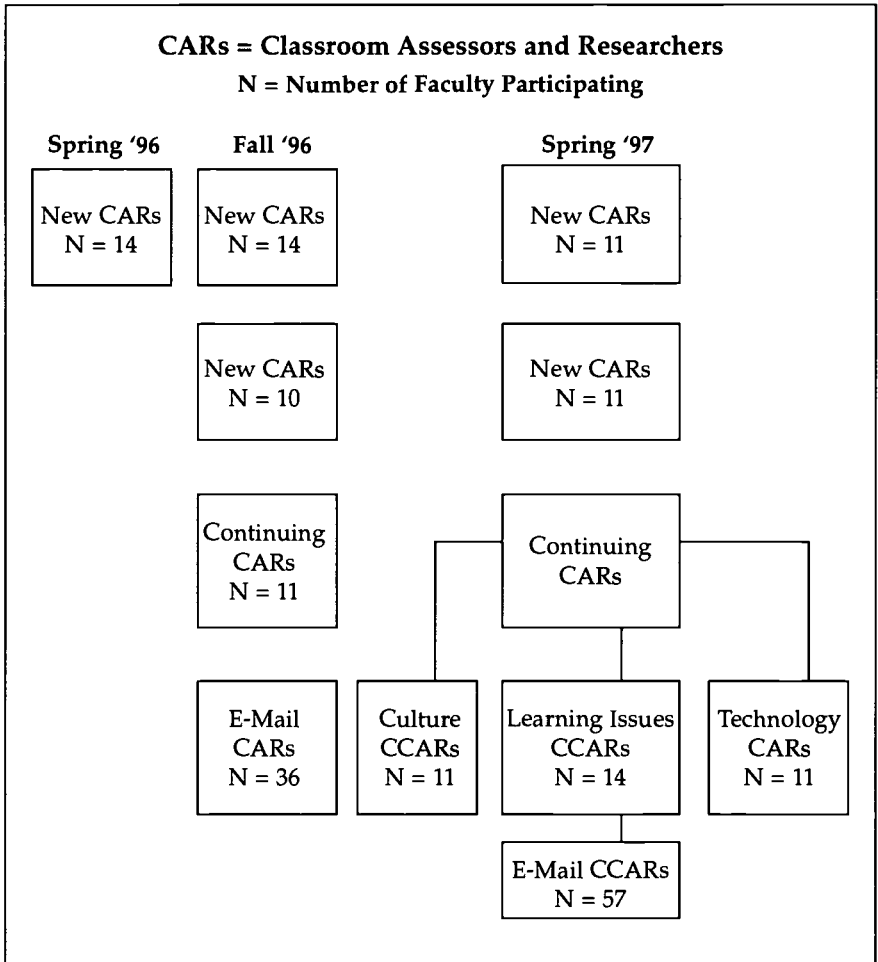 CARs = Classroom Assessors and Researchers
N = Number of Faculty Participating
Spring '96
Fall '96
Spring '97
New CARs
N = 14
New CARs
N = 14
New CARs
N = 11
New CARs
N = 10
New CARs
N = 11
Continuing
CARs
N = 11
Continuing
CARs
E-Mail
CARs
N = 36
Culture
CCARs
N = 11
Learning Issues
CCARs
N = 14
Technology
CARs
N = 11
E-Mail CCARs
N = 57